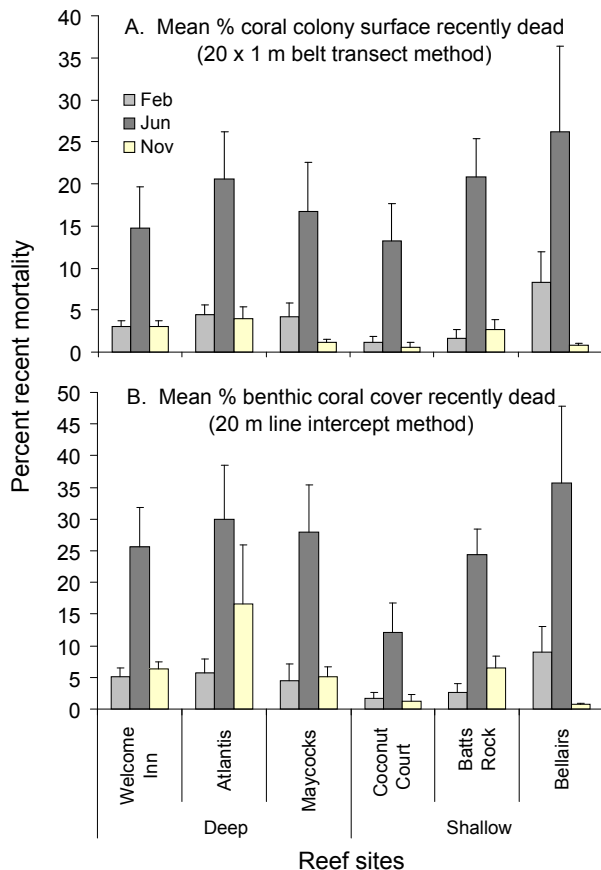 A. Mean % coral colony surface recently dead
(20 x 1 m belt transect method)
Feb
Jun
Nov
40
35
30
25
20
15
10
5
0
Percent recent mortality
B. Mean % benthic coral cover recently dead
(20 m line intercept method)
50
45
40
35
30
25
20
15
10
5
0
Welcome
Inn
Atlantis
Maycocks
Coconut
Court
Batts
Rock
Bellairs
Deep
Shallow
Reef sites